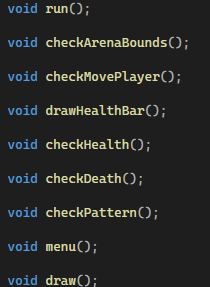 void run();
void checkArenaBounds();
void checkMovePlayer();
void drawHealthBar();
void checkHealth();
void checkDeath();
void checkPattern();
void menu();
void draw();